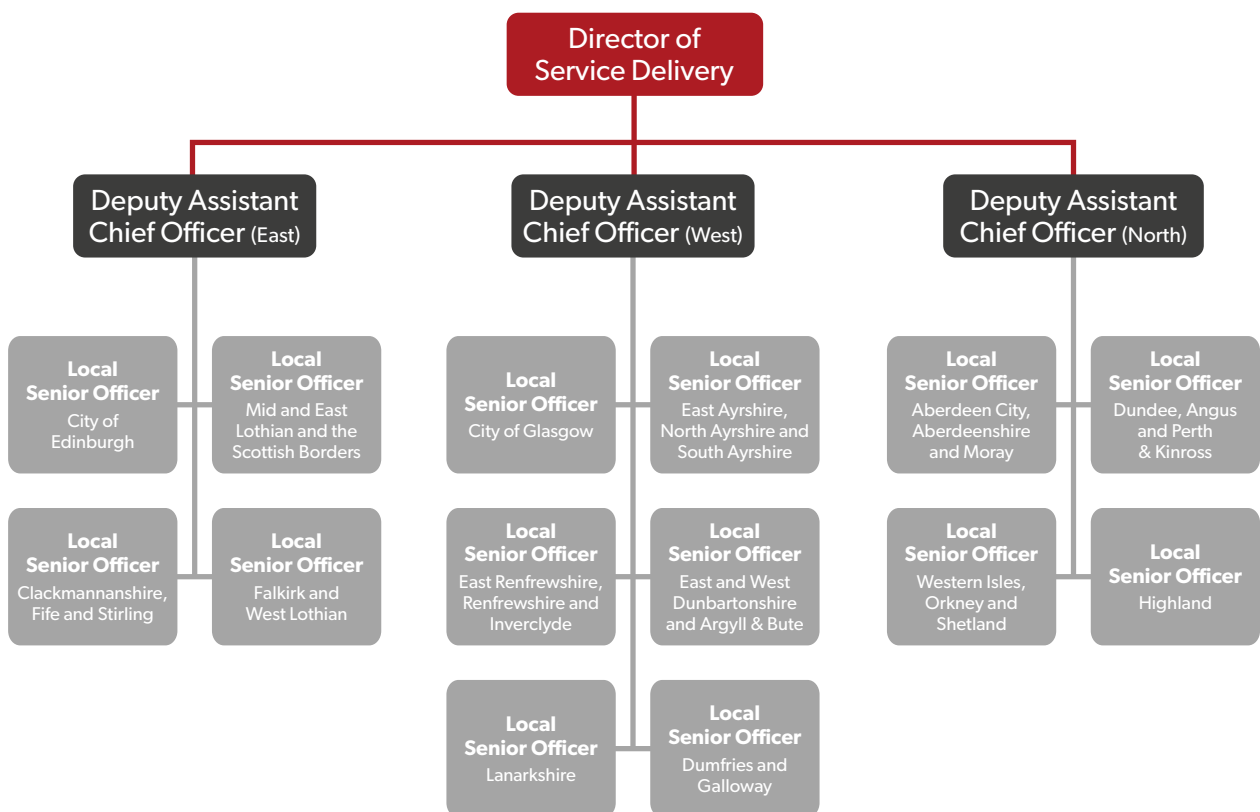 Director of
Service Delivery
Deputy Assistant
Chief Officer (East)
Deputy Assistant
Chief Officer (West)
Deputy Assistant
Chief Officer (North)
Local
Senior Officer
City of
Edinburgh
Local
Senior Officer
Mid and East
Lothian and the
Scottish Borders
Local
Senior Officer
City of Glasgow
Local
Senior Officer
East Ayrshire,
North Ayrshire and
South Ayrshire
Local
Senior Officer
Aberdeen City,
Aberdeenshire
and Moray
Local
Senior Officer
Dundee, Angus
and Perth
& Kinross
Local
Senior Officer
Clackmannanshire,
Fife and Stirling
Local
Senior Officer
Falkirk and
West Lothian
Local
Senior Officer
East Renfrewshire,
Renfrewshire and
Inverclyde
Local
Senior Officer
East and West
Dunbartonshire
and Argyll & Bute
Local
Senior Officer
Western Isles,
Orkney and
Shetland
Local
Senior Officer
Highland
Local
Senior Officer
Lanarkshire
Local
Senior Officer
Dumfries and
Galloway